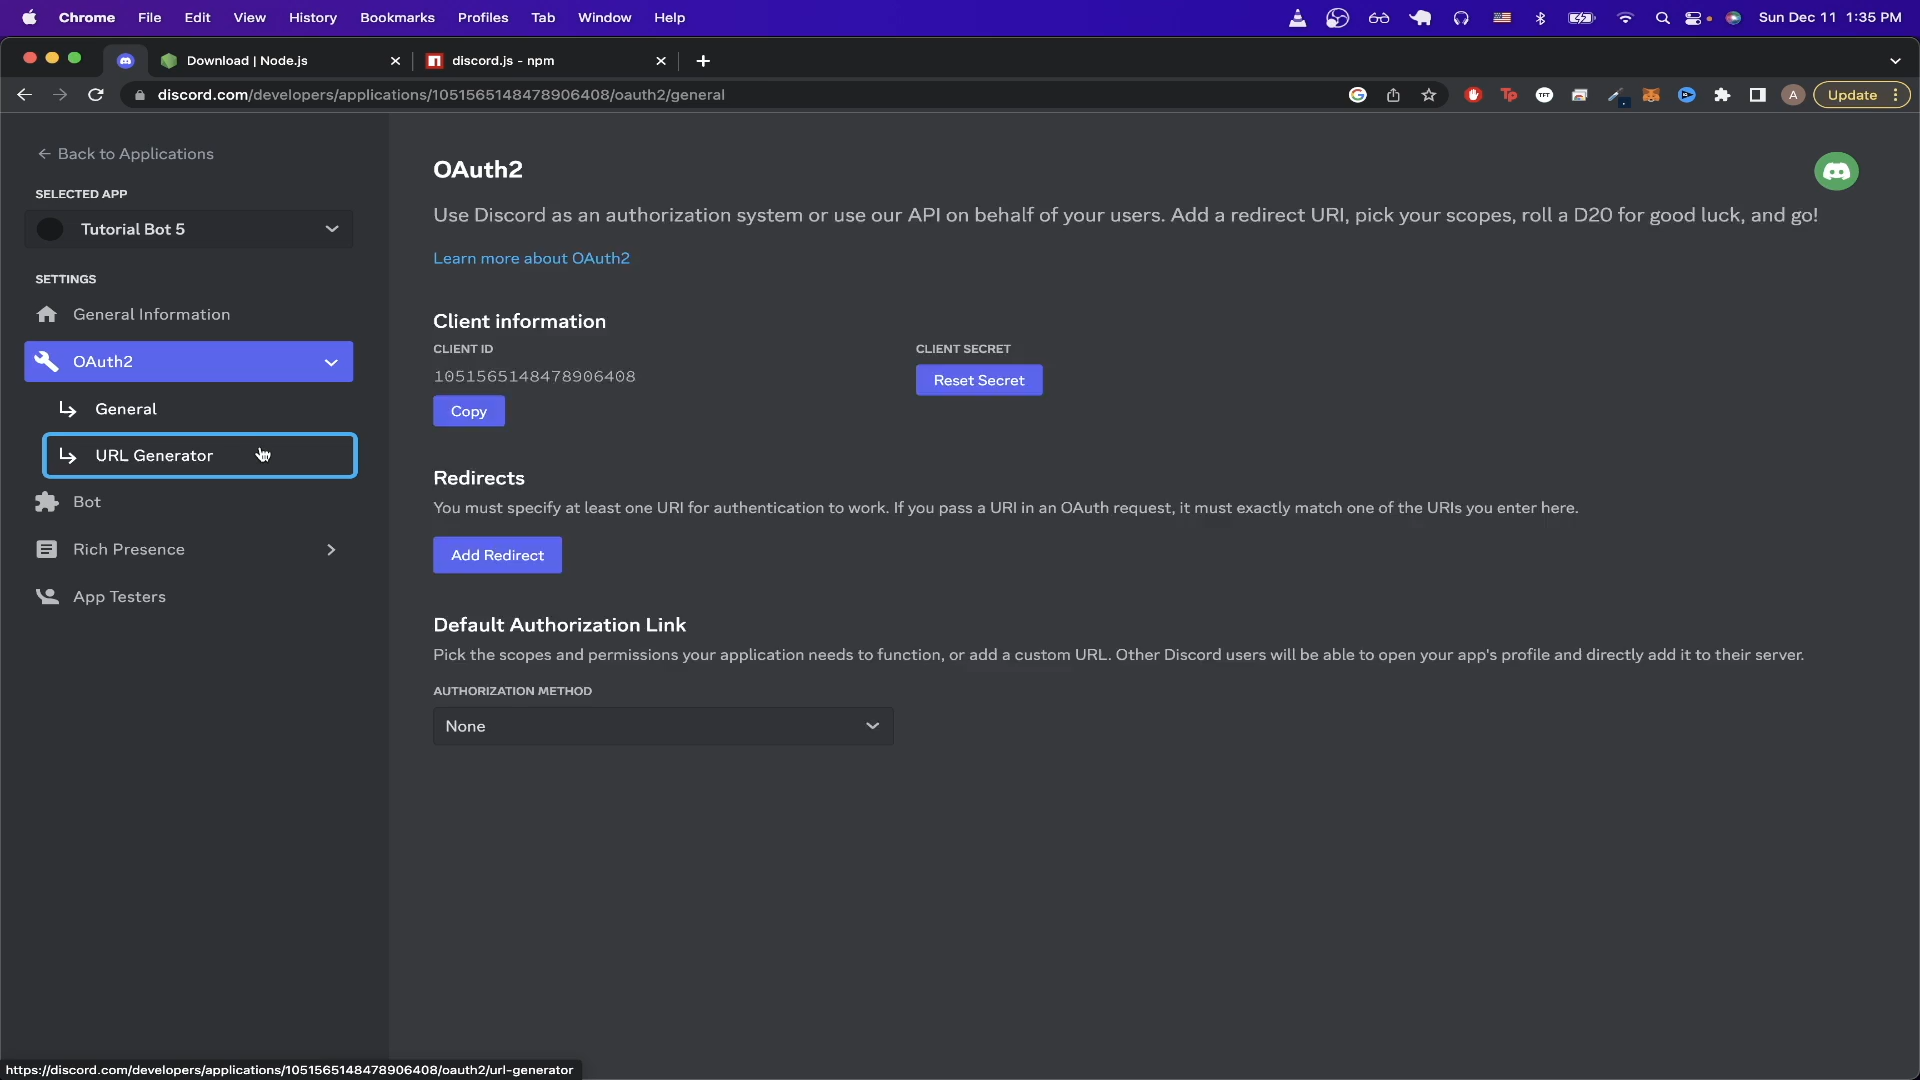 Chrome File Edit View History Bookmarks Profiles Tab Window Help Sun Dec 11 1:35 PM
Download | Node.js discord.js - npm
discord.com/developers/applications/1051565148478906408/oauth2/general Update
Back to Applications
SELECTED APP
Tutorial Bot 5
SETTINGS
General Information
OAuth2
General
URL Generator
Bot
Rich Presence
App Testers
OAuth2
Use Discord as an authorization system or use our API on behalf of your users. Add a redirect URI, pick your scopes, roll a D20 for good luck, and go!
Learn more about OAuth2
Client information
CLIENT ID CLIENT SECRET
1051565148478906408 Reset Secret
Copy
Redirects
You must specify at least one URI for authentication to work. If you pass a URI in an OAuth request, it must exactly match one of the URIs you enter here.
Add Redirect
Default Authorization Link
Pick the scopes and permissions your application needs to function, or add a custom URL. Other Discord users will be able to open your app's profile and directly add it to their server.
AUTHORIZATION METHOD
None
https://discord.com/developers/applications/1051565148478906408/oauth2/url-generator